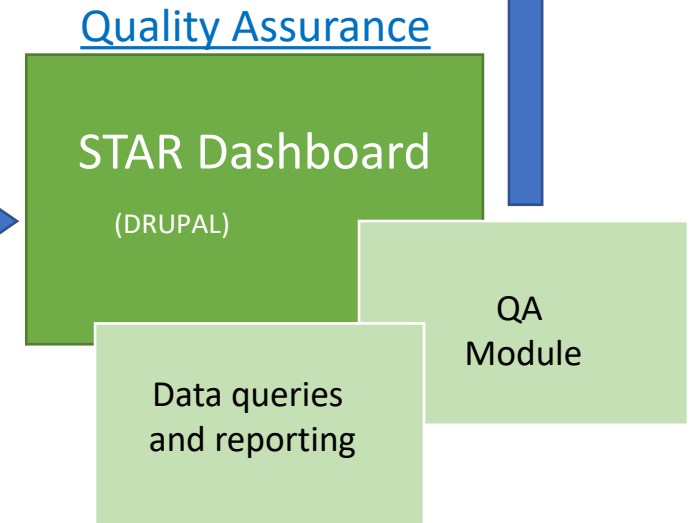 Quality Assurance
STAR Dashboard
(DRUPAL)
QA
Module
Data queries
and reporting